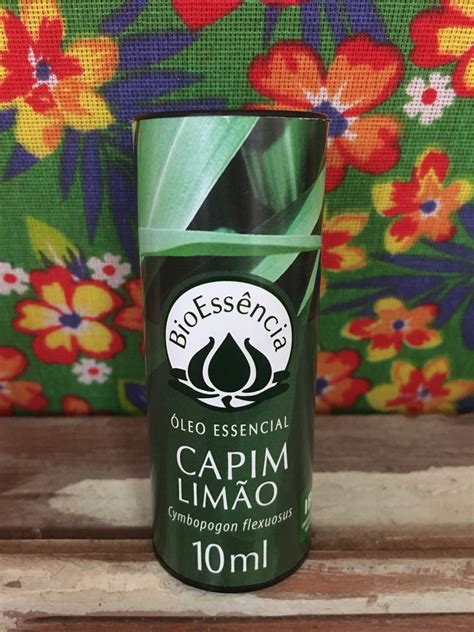 BioEssência
ÓLEO ESSENCIAL
CAPIM
LIMÃO
Cymbopogon flexuosus
10ml